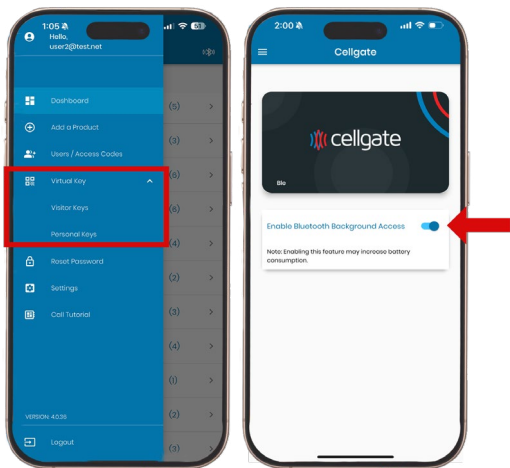 1:05
51
Hello,
user2@test.net
Dashboard
(5)
Add a Product
(3)
Users / Access Codes
(6)
Virtual Key
Visitor Keys
(6)
Personal Keys
(4)
Reset Password
(2)
Settings
(3)
Call Tutorial
(4)
(1)
VERSION: 4.0.36
(2)
Logout
(3)
2:00
Cellgate
cellgate
Ble
Enable Bluetooth Background Access
Note: Enabling this feature may increase battery
consumption.